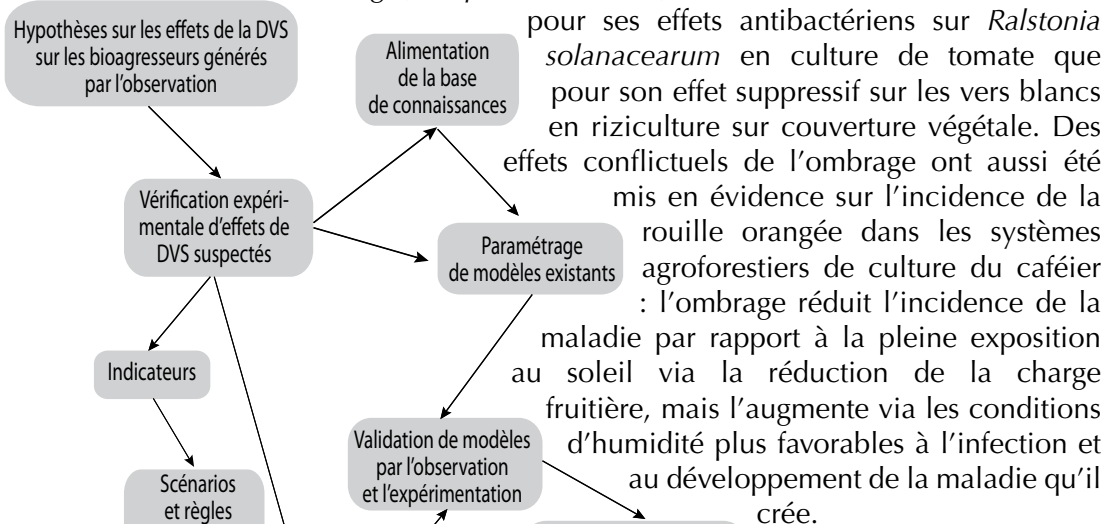 Hypothèses sur les effets de la DVS
sur les bioagresseurs générés
par l'observation
Alimentation
de la base
de connaissances
Vérification expéri-
mentale d'effets de
DVS suspectés
Paramétrage
de modèles existants
Indicateurs
Validation de modèles
par l'observation
et l'expérimentation
Scénarios
et règles
pour ses effets antibactériens sur Ralstonia
solanacearum en culture de tomate que
pour son effet suppressif sur les vers blancs
en riziculture sur couverture végétale. Des
effets conflictuels de l'ombrage ont aussi été
mis en évidence sur l'incidence de la
rouille orangée dans les systèmes
agroforestiers de culture du caféier
: l'ombrage réduit l'incidence de la
maladie par rapport à la pleine exposition
au soleil via la réduction de la charge
fruitière, mais l'augmente via les conditions
d'humidité plus favorables à l'infection et
au développement de la maladie qu'il
crée.